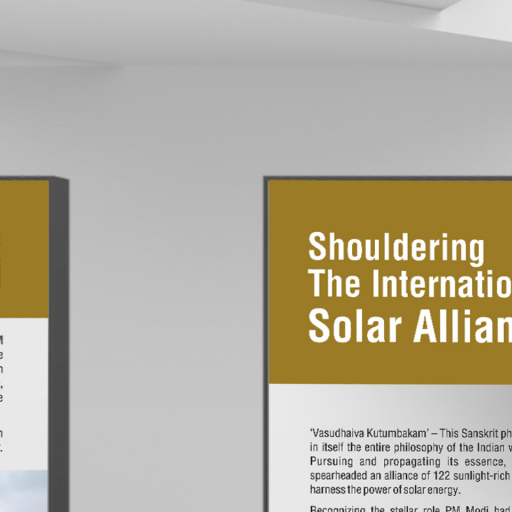 Shouldering
The Internatio
Solar Allian
'Vasudhaiva Kutumbakam' – This Sanskrit ph
in itself the entire philosophy of the Indian w
Pursuing and propagating its essence,
spearheaded an alliance of 122 sunlight-rich
harness the power of solar energy.
Recognizing the stellar role PM Modi had